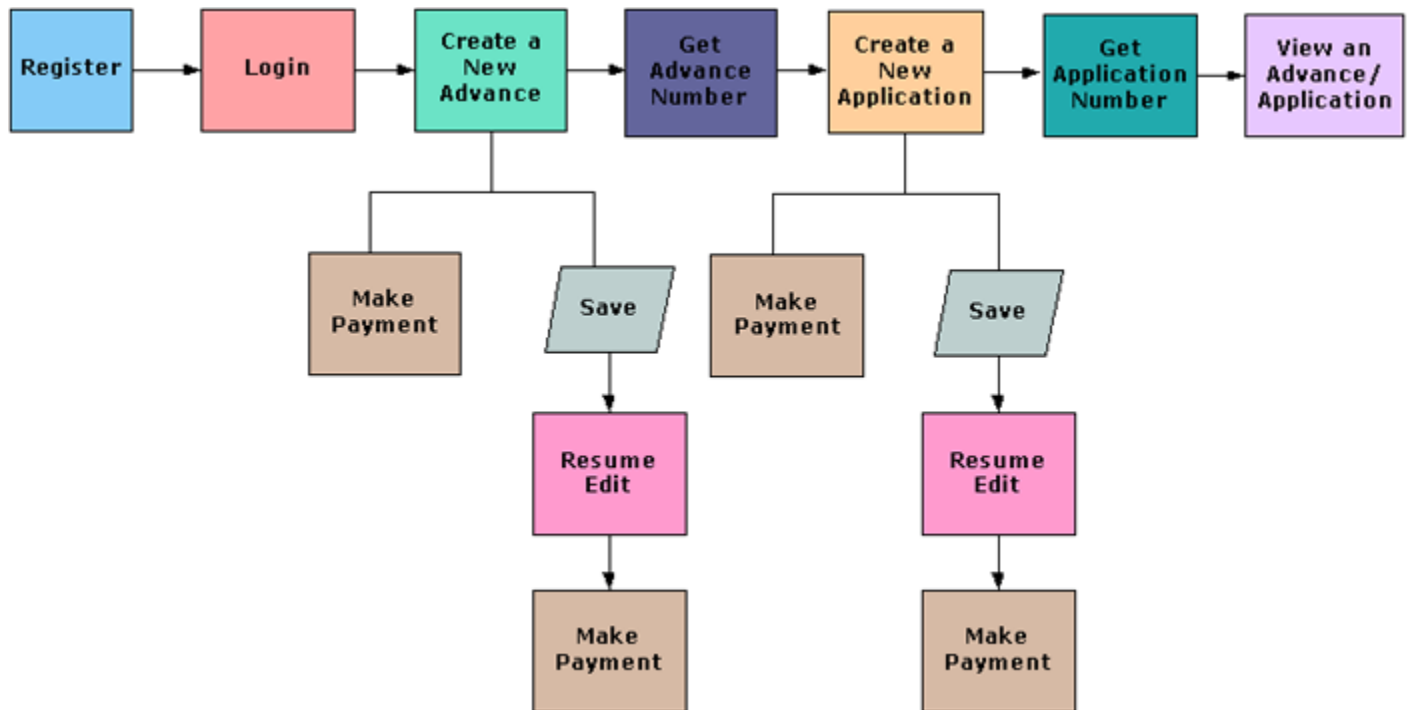 Register
Login
Create a
New
Advance
Get
Advance
Number
Create a
New
Application
Get
Application
Number
View an
Advance/
Application
Make
Payment
Save
Make
Payment
Save
Resume
Edit
Resume
Edit
Make
Payment
Make
Payment